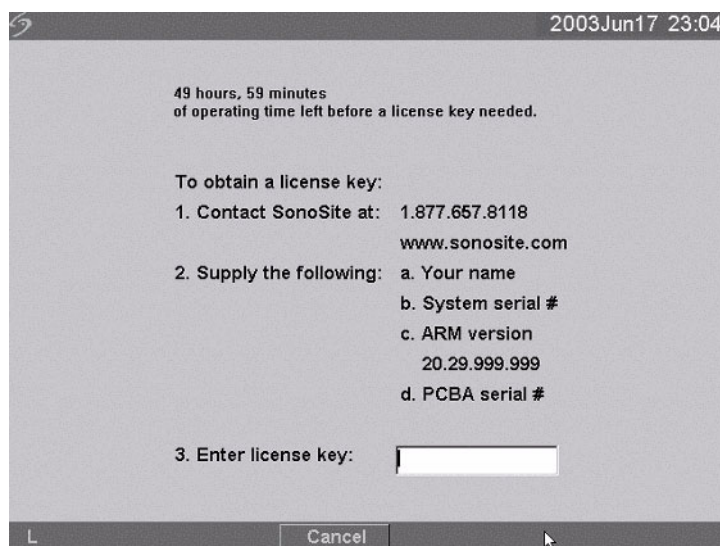 2003Jun17 23:04
49 hours, 59 minutes
of operating time left before a license key needed.
To obtain a license key:
1. Contact SonoSite at: 1.877.657.8118
www.sonosite.com
2. Supply the following: a. Your name
b. System serial #
c. ARM version
20.29.999.999
d. PCBA serial #
3. Enter license key:
L Cancel